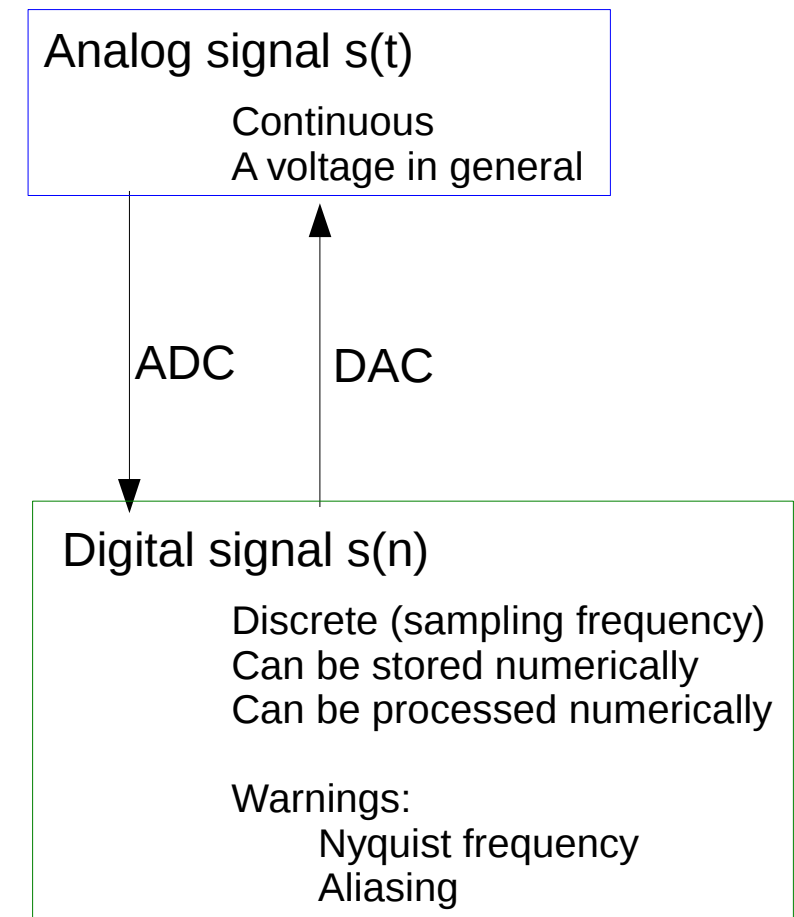 Analog signal s(t)
Continuous
A voltage in general
ADC
DAC
Digital signal s(n)
Discrete (sampling frequency)
Can be stored numerically
Can be processed numerically
Warnings:
Nyquist frequency
Aliasing